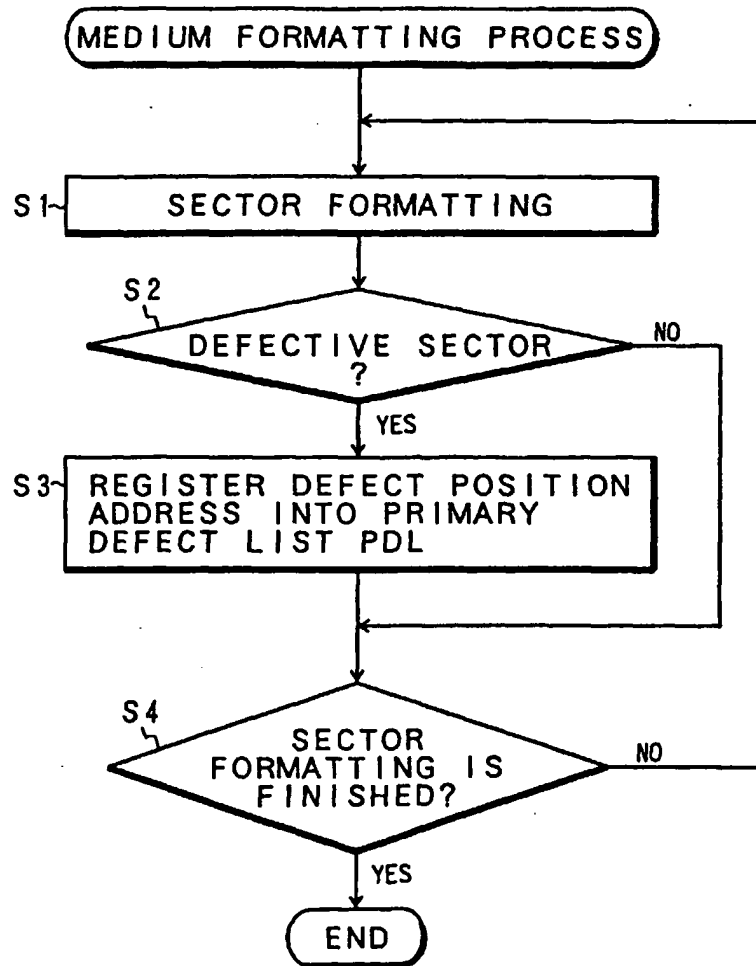 MEDIUM FORMATTING PROCESS
S1
SECTOR FORMATTING
S2
DEFECTIVE SECTOR
?
NO
YES
S3
REGISTER DEFECT POSITION
ADDRESS INTO PRIMARY
DEFECT LIST PDL
S4
SECTOR
FORMATTING IS
FINISHED?
NO
YES
END